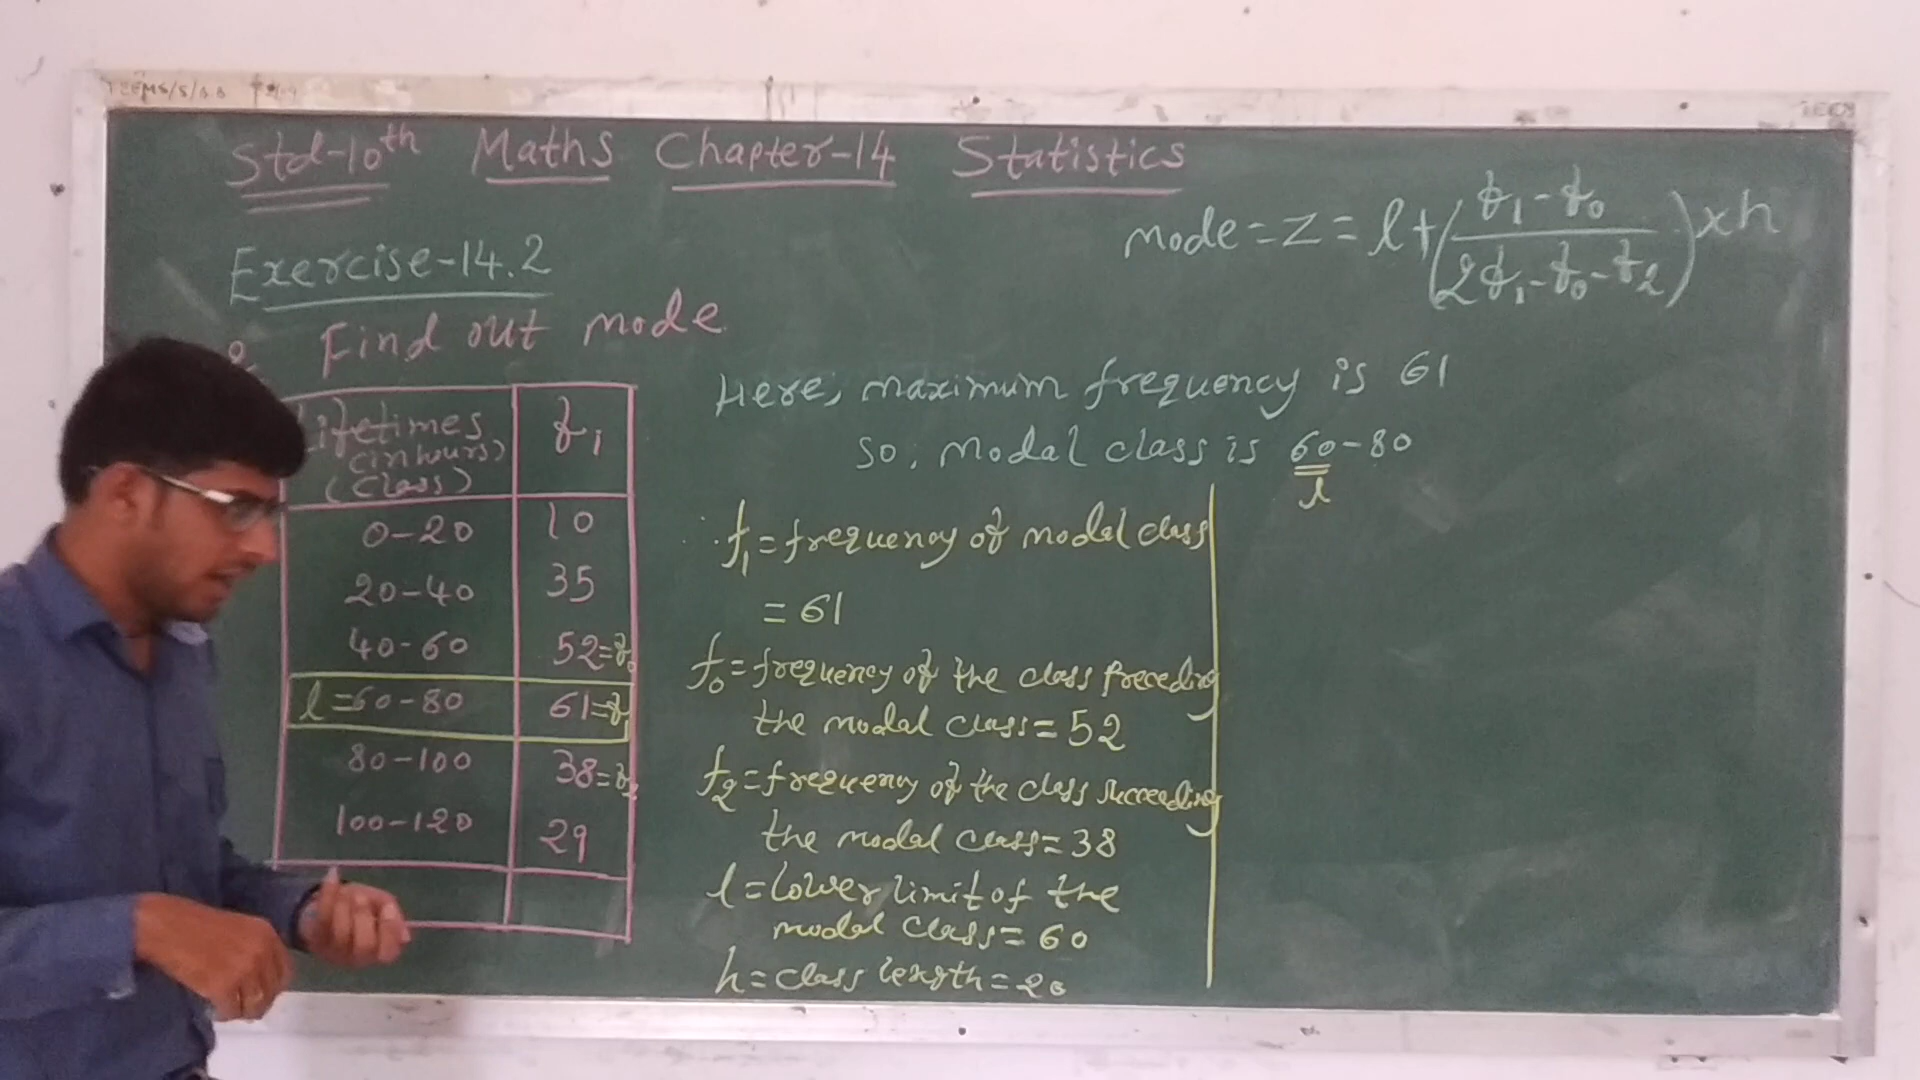 Std-10th Maths Chapter-14 Statistics
mode = Z = l + (f1 - f0 / 2f1 - f0 - f2) x h
Exercise-14.2
Find out mode
Lifetimes (in hours) (Class) fi
0-20 10
20-40 35
40-60 52=f0
l=60-80 61=f1
80-100 38=f2
100-120 29
Here, maximum frequency is 61
so, Modal class is 60-80
l
f1 = frequency of modal class
= 61
f0 = frequency of the class preceding
the modal class = 52
f2 = frequency of the class succeeding
the modal class = 38
l = lower limit of the
modal class = 60
h = class length = 20